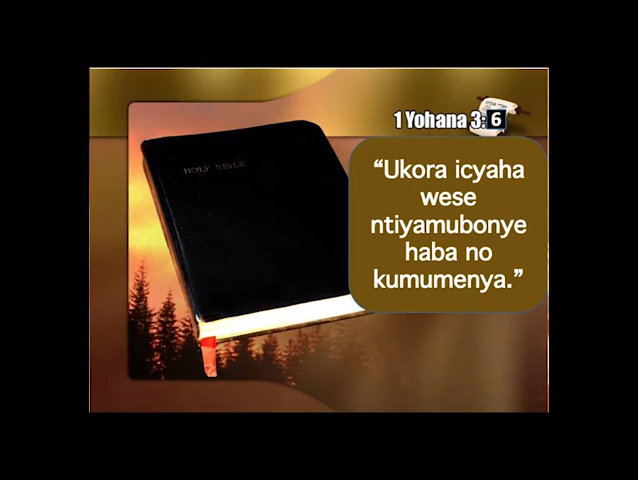 1 Yohana 3:6
HOLY BIBLE
“Ukora icyaha
wese
ntiyamubonye
haba no
kumumenya.”